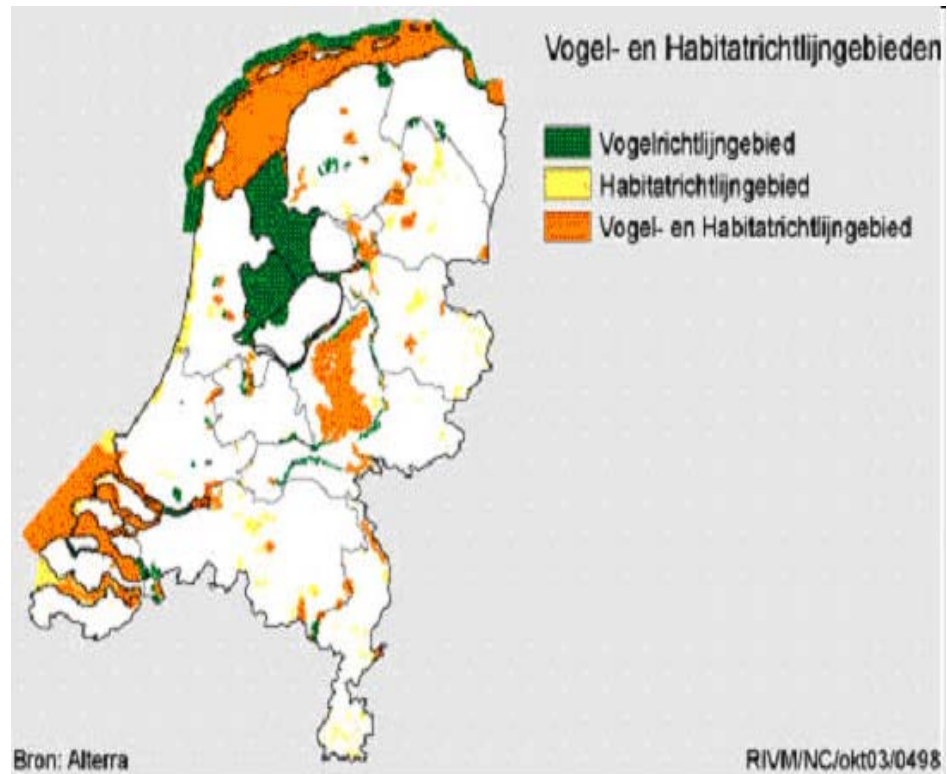 Vogel- en Habitatrichtlijngebieden
Vogelrichtlijngebied
Habitatrichtlijngebied
Vogel- en Habitatrichtlijngebied
Bron: Alterra
RIVM/NC/okt03/0498